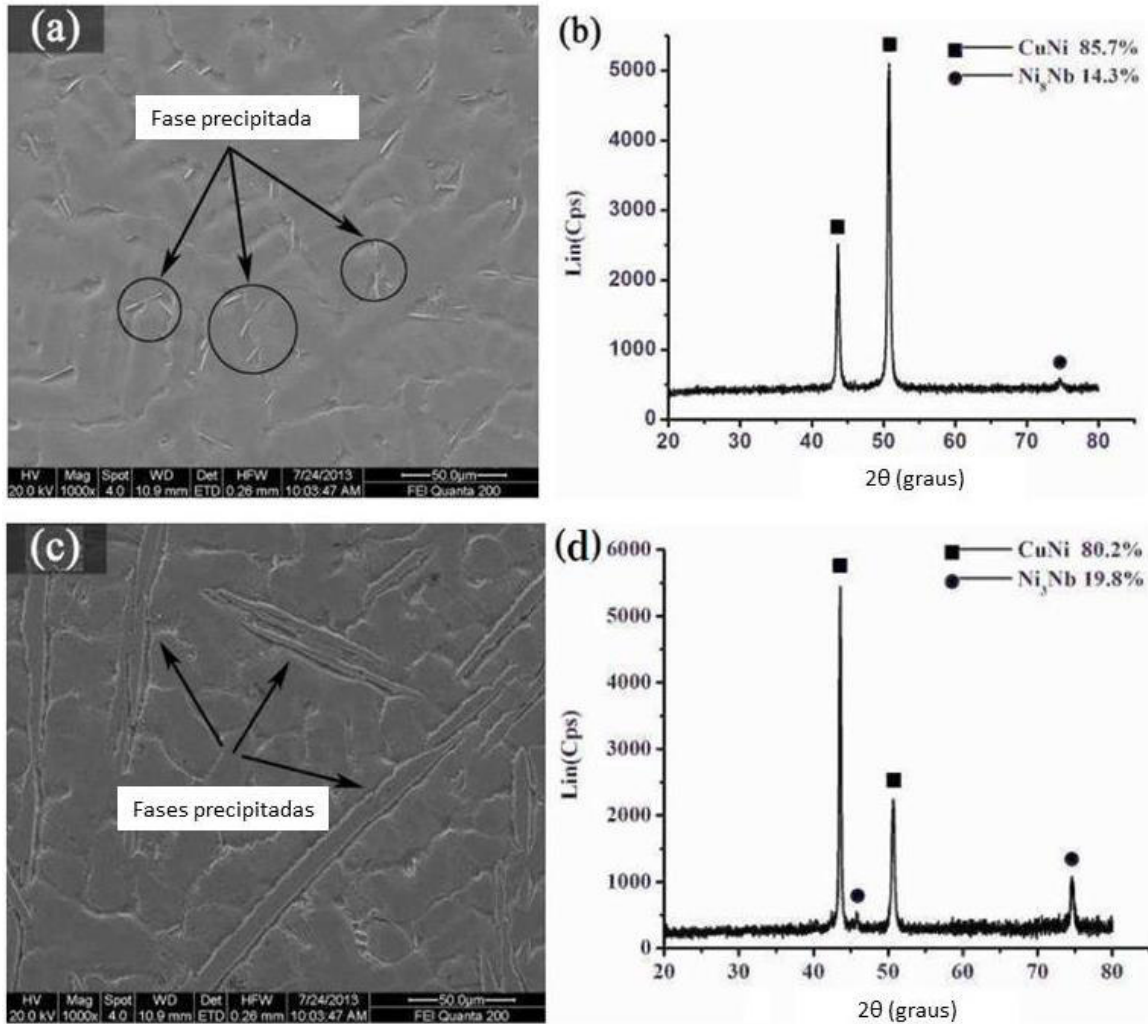 (a)
Fase precipitada
HV Mag Spot WD Det HFW 7/24/2013 50.0µm
20.0 kV 1000x 4.0 10.9 mm ETD 0.26 mm 10:03:47 AM FEI Quanta 200
(b)
CuNi 85.7%
Ni₈Nb 14.3%
Lin(Cps)
5000
4000
3000
2000
1000
0
20 30 40 50 60 70 80
2θ (graus)
(c)
Fases precipitadas
HV Mag Spot WD Det HFW 7/24/2013 50.0µm
20.0 kV 1000x 4.0 10.9 mm ETD 0.26 mm 10:03:47 AM FEI Quanta 200
(d)
CuNi 80.2%
Ni₃Nb 19.8%
Lin(Cps)
6000
5000
4000
3000
2000
1000
0
20 30 40 50 60 70 80
2θ (graus)